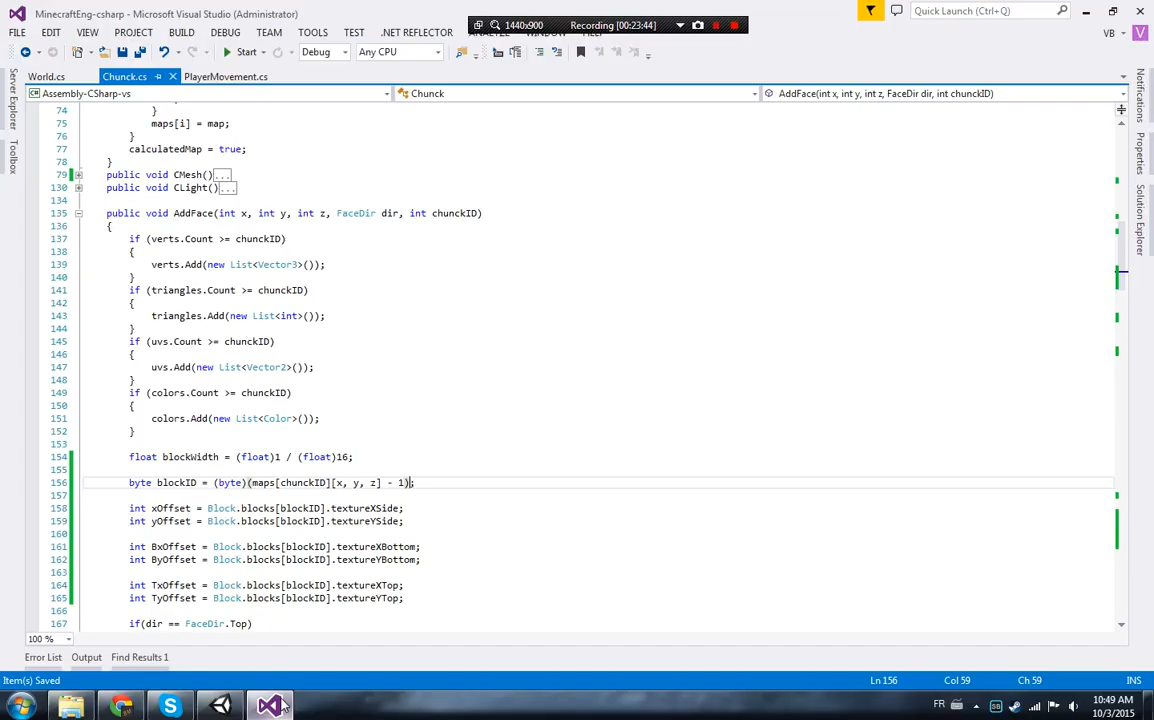 MinecraftEng-csharp - Microsoft Visual Studio (Administrator)
1440x900
Recording [00:23:44]
Quick Launch (Ctrl+Q)
FILE EDIT VIEW PROJECT BUILD DEBUG TEAM TOOLS TEST .NET REFLECTOR
VB V
Start Debug Any CPU
World.cs Chunck.cs PlayerMovement.cs
Assembly-CSharp-vs Chunck AddFace(int x, int y, int z, FaceDir dir, int chunckID)
Server Explorer
Toolbox
Notifications
Properties
Solution Explorer
74 }
75 maps[i] = map;
76 }
77 calculatedMap = true;
78 }
79 public void CMesh()...
130 public void CLight()...
134
135 public void AddFace(int x, int y, int z, FaceDir dir, int chunckID)
136 {
137 if (verts.Count >= chunckID)
138 {
139 verts.Add(new List<Vector3>());
140 }
141 if (triangles.Count >= chunckID)
142 {
143 triangles.Add(new List<int>());
144 }
145 if (uvs.Count >= chunckID)
146 {
147 uvs.Add(new List<Vector2>());
148 }
149 if (colors.Count >= chunckID)
150 {
151 colors.Add(new List<Color>());
152 }
153
154 float blockWidth = (float)1 / (float)16;
155
156 byte blockID = (byte)(maps[chunckID][x, y, z] - 1);
157
158 int xOffset = Block.blocks[blockID].textureXSide;
159 int yOffset = Block.blocks[blockID].textureYSide;
160
161 int BxOffset = Block.blocks[blockID].textureXBottom;
162 int ByOffset = Block.blocks[blockID].textureYBottom;
163
164 int TxOffset = Block.blocks[blockID].textureXTop;
165 int TyOffset = Block.blocks[blockID].textureYTop;
166
167 if(dir == FaceDir.Top)
100 %
Error List Output Find Results 1
Item(s) Saved Ln 156 Col 59 Ch 59 INS
FR 10:49 AM
10/3/2015